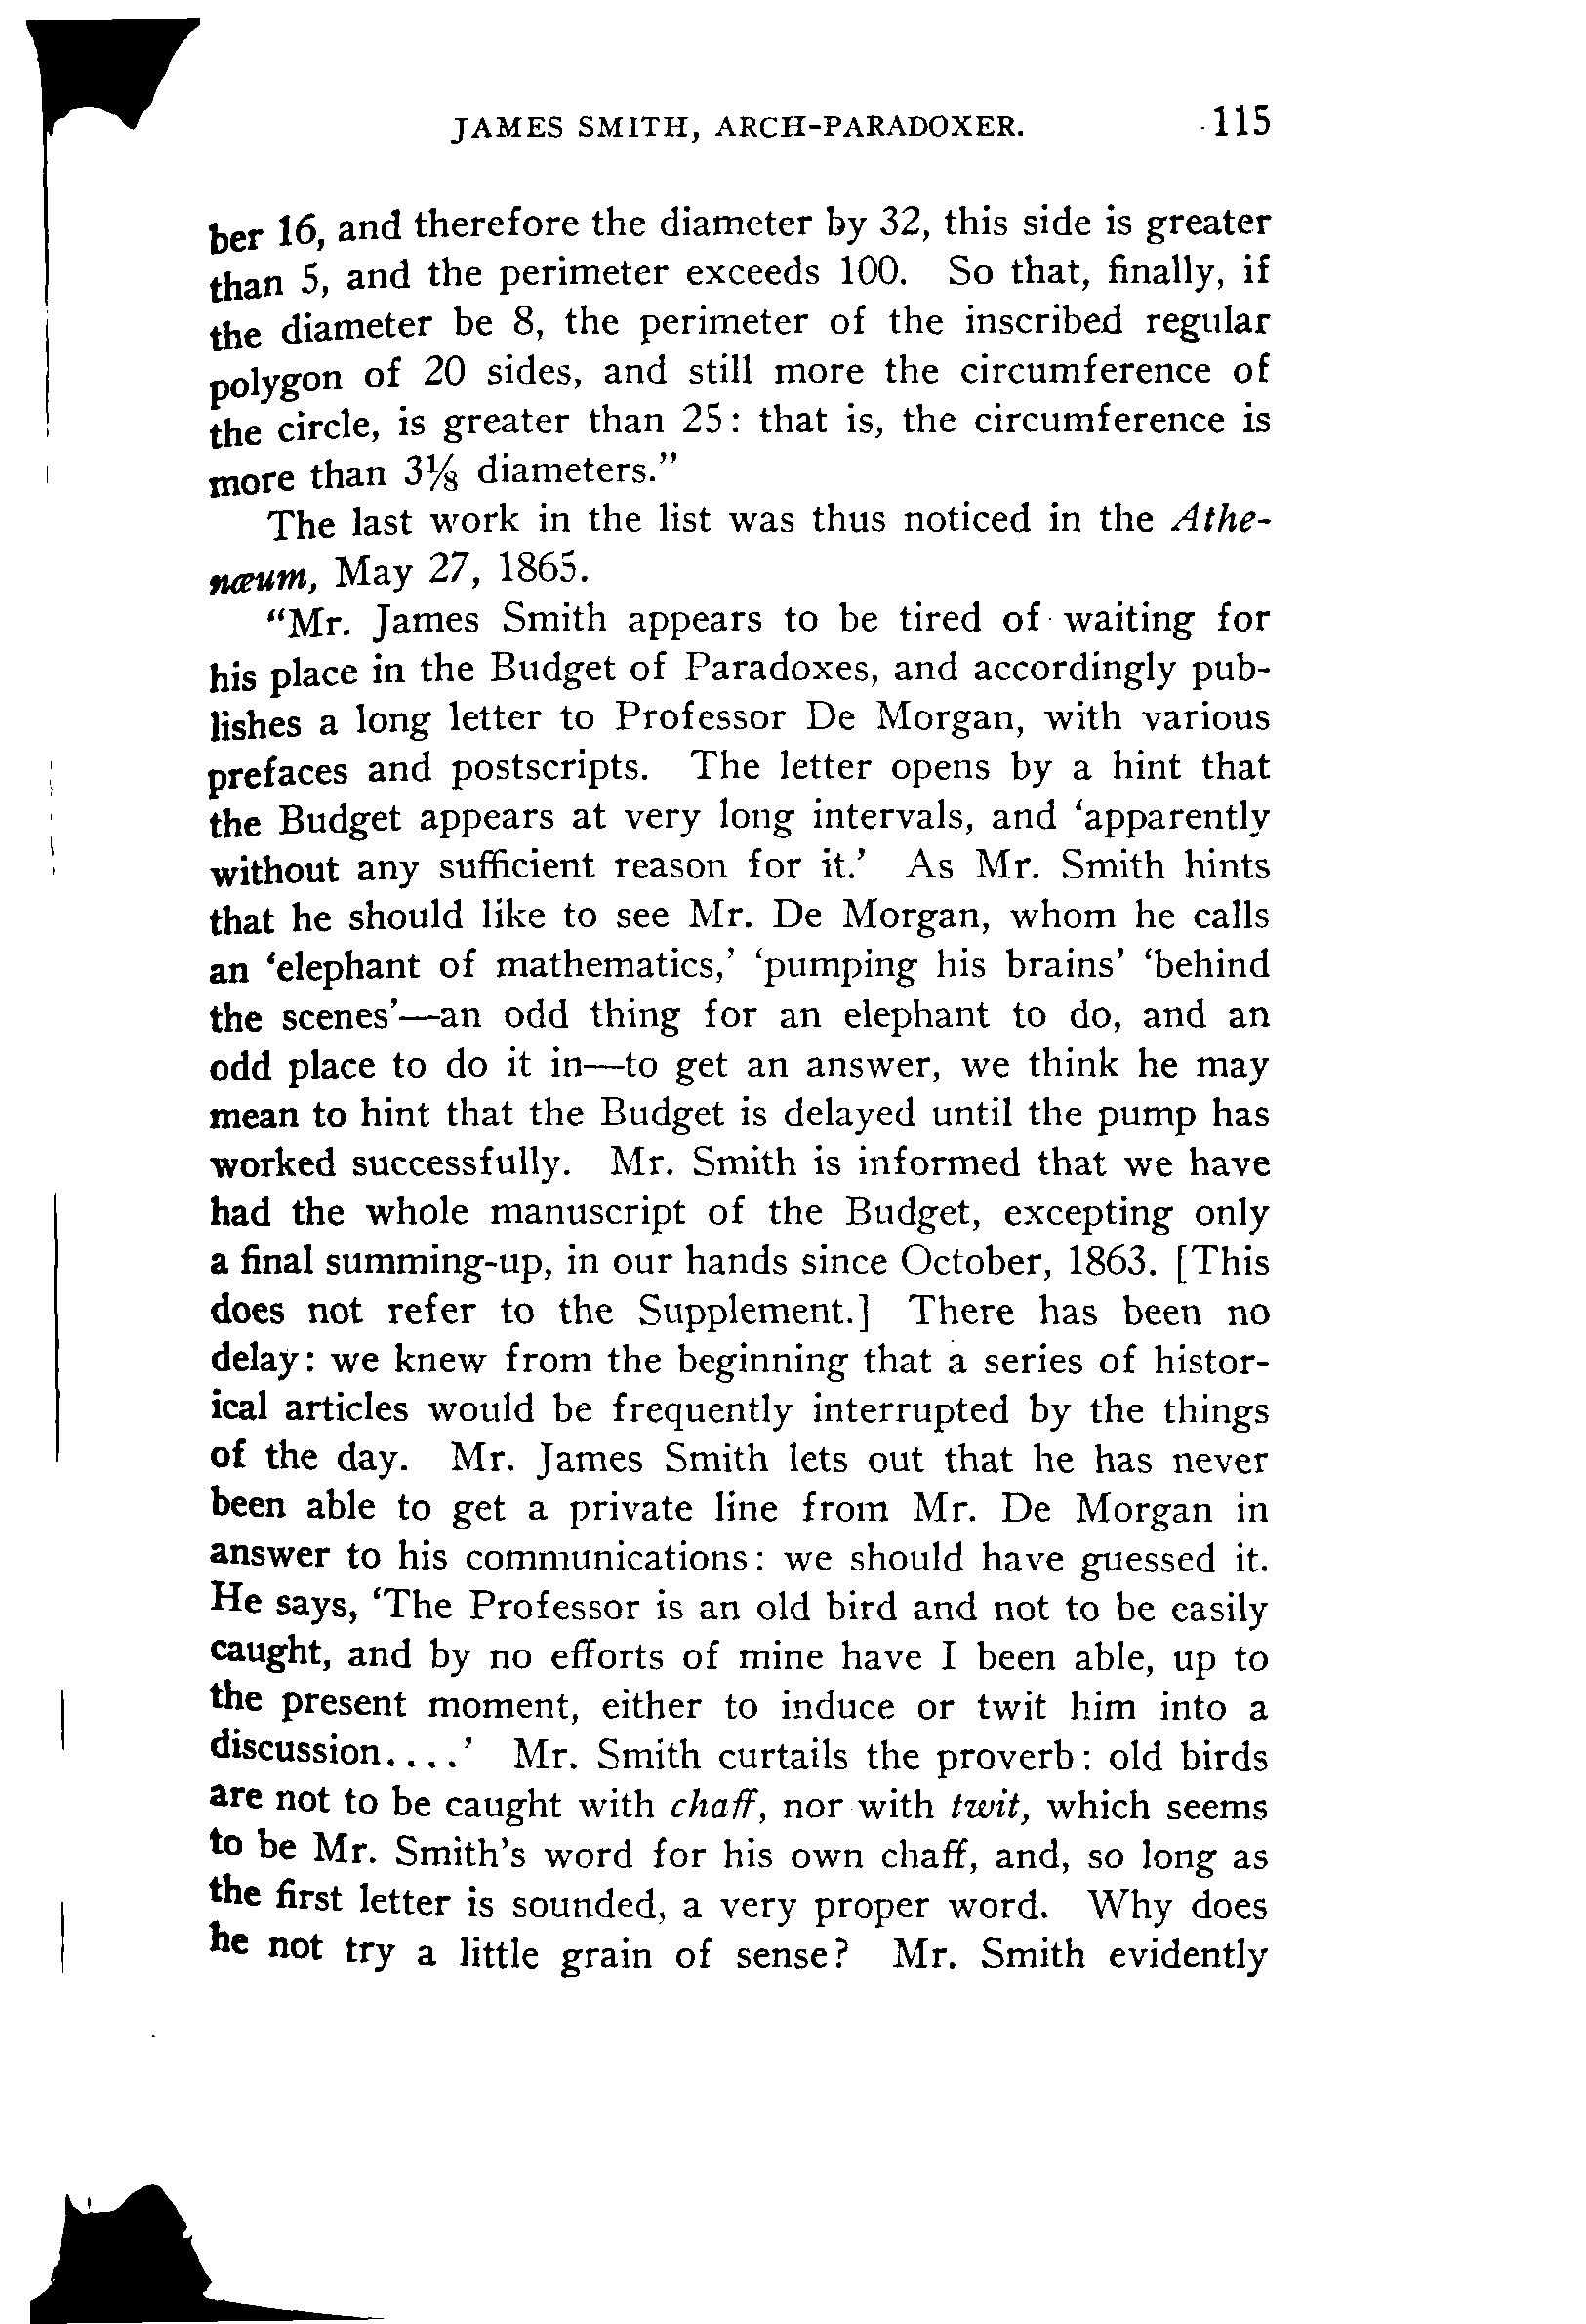 JAMES SMITH, ARCH-PARADOXER. 115
ber 16, and therefore the diameter by 32, this side is greater
than 5, and the perimeter exceeds 100. So that, finally, if
the diameter be 8, the perimeter of the inscribed regular
polygon of 20 sides, and still more the circumference of
the circle, is greater than 25: that is, the circumference is
more than 3⅛ diameters.”
The last work in the list was thus noticed in the Athe-
næum, May 27, 1865.
“Mr. James Smith appears to be tired of waiting for
his place in the Budget of Paradoxes, and accordingly pub-
lishes a long letter to Professor De Morgan, with various
prefaces and postscripts. The letter opens by a hint that
the Budget appears at very long intervals, and ‘apparently
without any sufficient reason for it.’ As Mr. Smith hints
that he should like to see Mr. De Morgan, whom he calls
an ‘elephant of mathematics,’ ‘pumping his brains’ ‘behind
the scenes’—an odd thing for an elephant to do, and an
odd place to do it in—to get an answer, we think he may
mean to hint that the Budget is delayed until the pump has
worked successfully. Mr. Smith is informed that we have
had the whole manuscript of the Budget, excepting only
a final summing-up, in our hands since October, 1863. [This
does not refer to the Supplement.] There has been no
delay: we knew from the beginning that a series of histor-
ical articles would be frequently interrupted by the things
of the day. Mr. James Smith lets out that he has never
been able to get a private line from Mr. De Morgan in
answer to his communications: we should have guessed it.
He says, ‘The Professor is an old bird and not to be easily
caught, and by no efforts of mine have I been able, up to
the present moment, either to induce or twit him into a
discussion....’ Mr. Smith curtails the proverb: old birds
are not to be caught with chaff, nor with twit, which seems
to be Mr. Smith’s word for his own chaff, and, so long as
the first letter is sounded, a very proper word. Why does
he not try a little grain of sense? Mr. Smith evidently